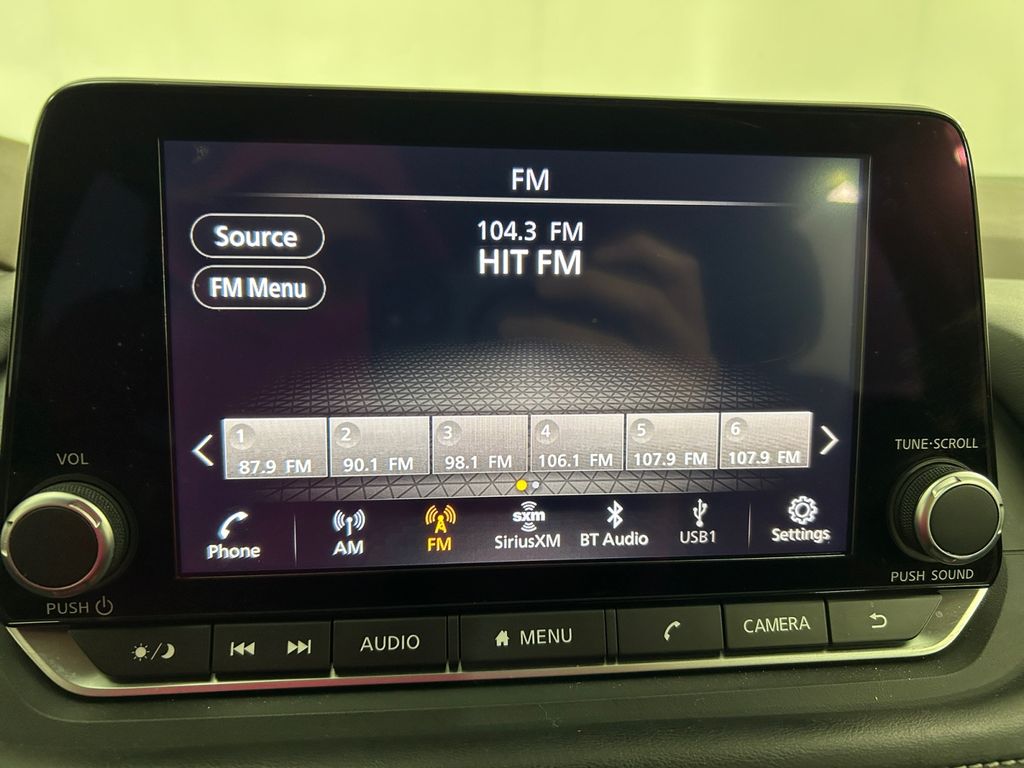 FM
Source
104.3 FM
HIT FM
FM Menu
1
2
3
4
5
6
87.9 FM
90.1 FM
98.1 FM
106.1 FM
107.9 FM
107.9 FM
VOL
TUNE·SCROLL
Phone
AM
FM
sxm
SiriusXM
BT Audio
USB1
Settings
PUSH
PUSH SOUND
AUDIO
MENU
CAMERA